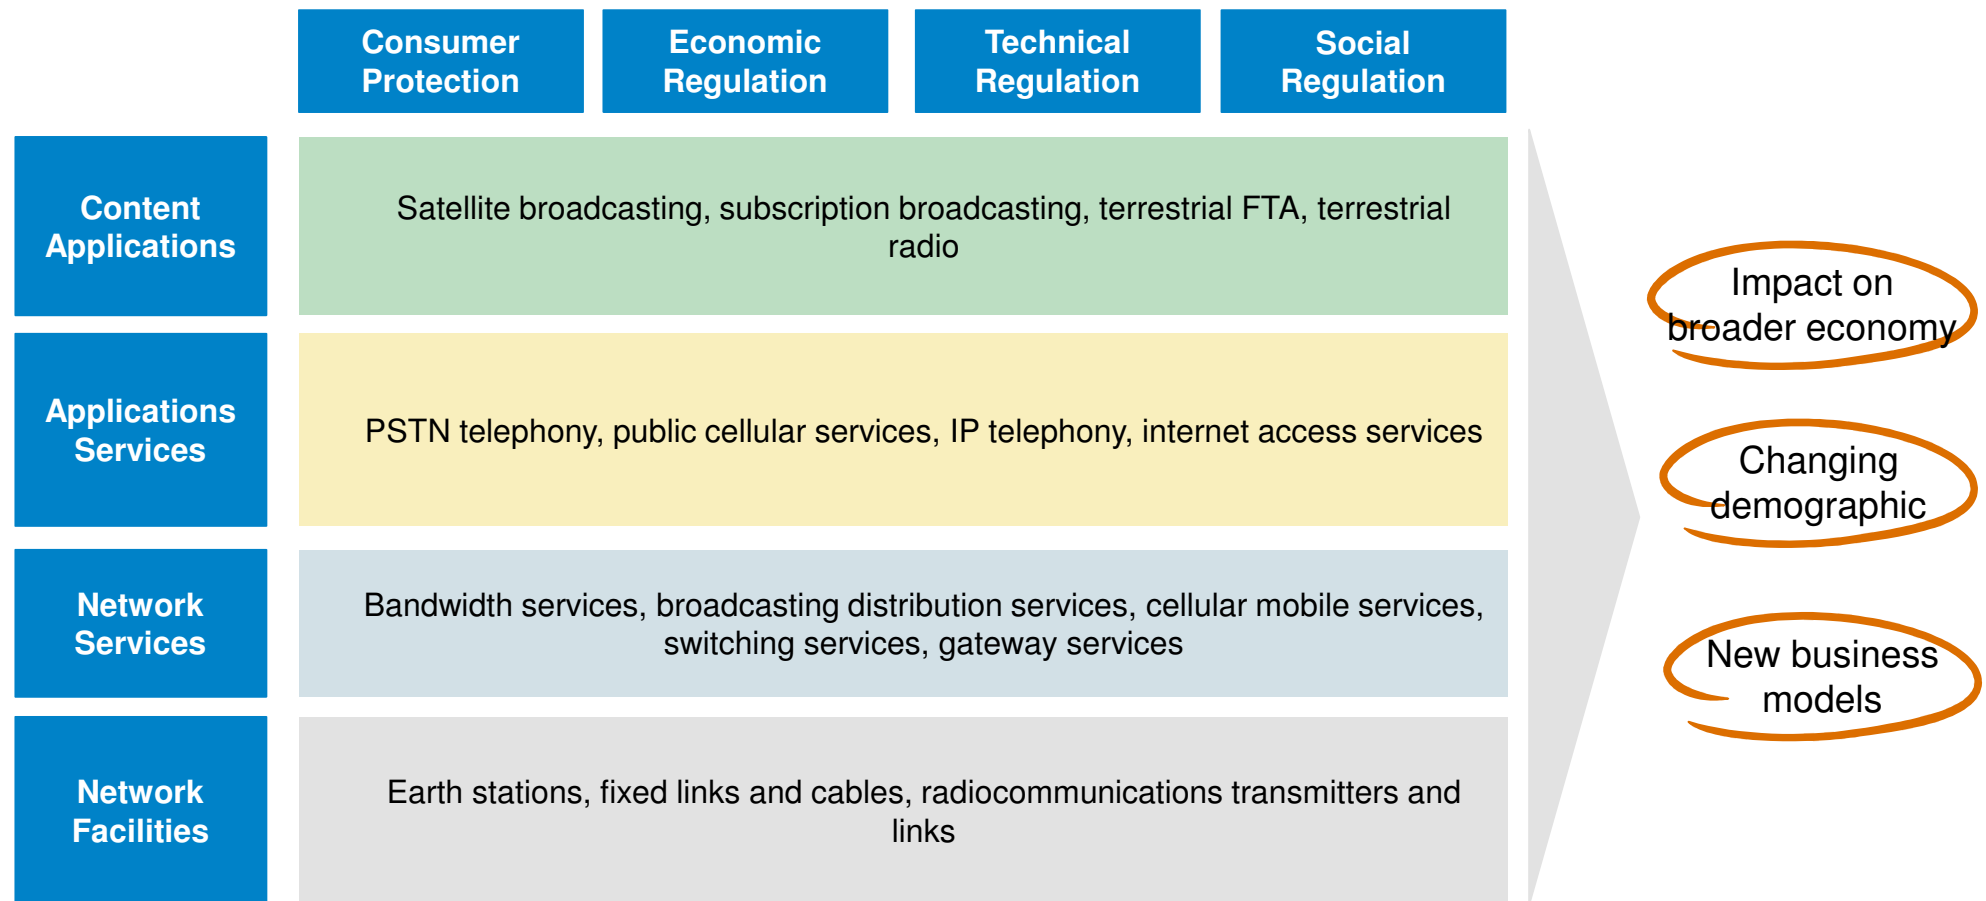 Consumer
Protection
Economic
Regulation
Technical
Regulation
Social
Regulation
Content
Applications
Satellite broadcasting, subscription broadcasting, terrestrial FTA, terrestrial
radio
Applications
Services
PSTN telephony, public cellular services, IP telephony, internet access services
Network
Services
Bandwidth services, broadcasting distribution services, cellular mobile services,
switching services, gateway services
Network
Facilities
Earth stations, fixed links and cables, radiocommunications transmitters and
links
Impact on
broader economy
Changing
demographic
New business
models